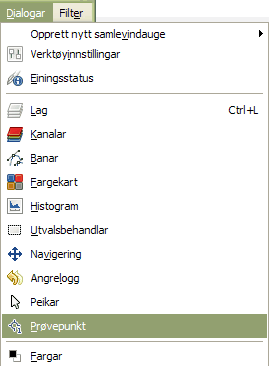 Dialogar Filter
Opprett nytt samlevindauge
Verktøyinnstillingar
Einingsstatus
Lag Ctrl+L
Kanalar
Banar
Fargekart
Histogram
Utvalsbehandlar
Navigering
Angrelogg
Peikar
Prøvepunkt
Fargar